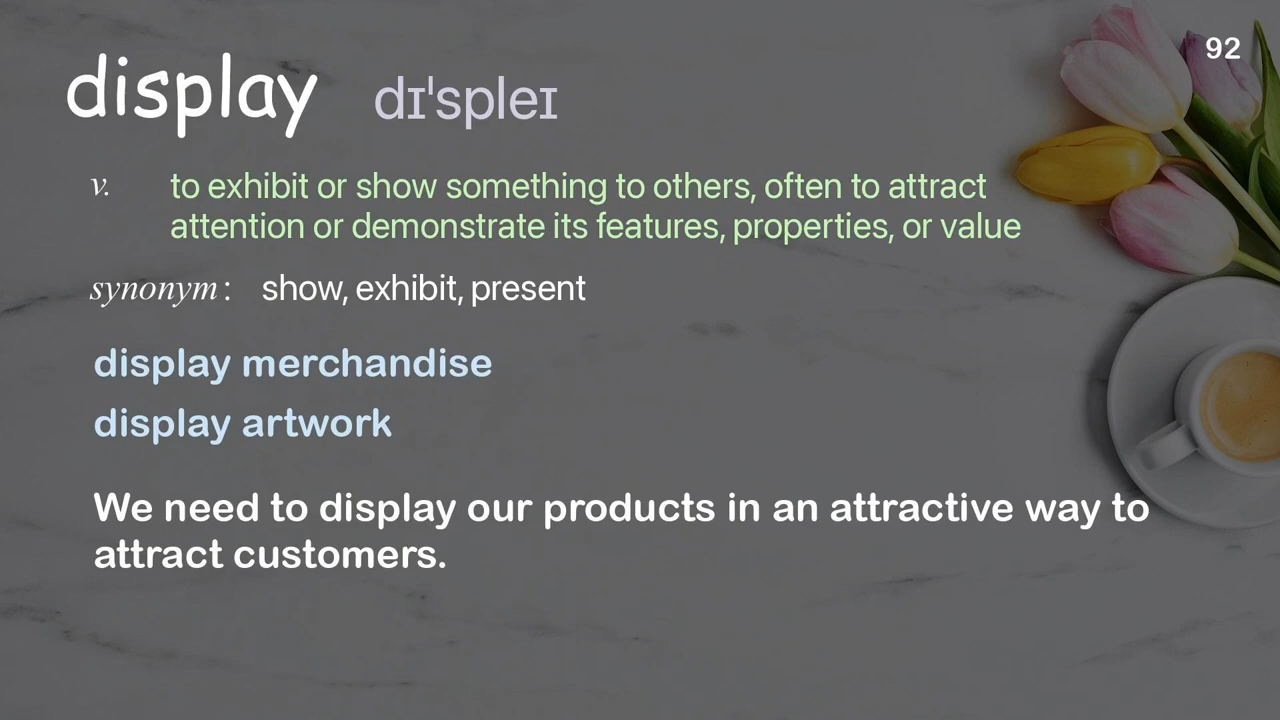 92
display dɪˈspleɪ
v. to exhibit or show something to others, often to attract
attention or demonstrate its features, properties, or value
synonym : show, exhibit, present
display merchandise
display artwork
We need to display our products in an attractive way to
attract customers.